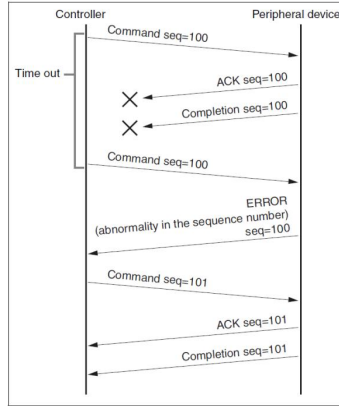 Controller Peripheral device
Command seq=100
Time out
ACK seq=100
Completion seq=100
Command seq=100
ERROR
(abnormality in the sequence number)
seq=100
Command seq=101
ACK seq=101
Completion seq=101